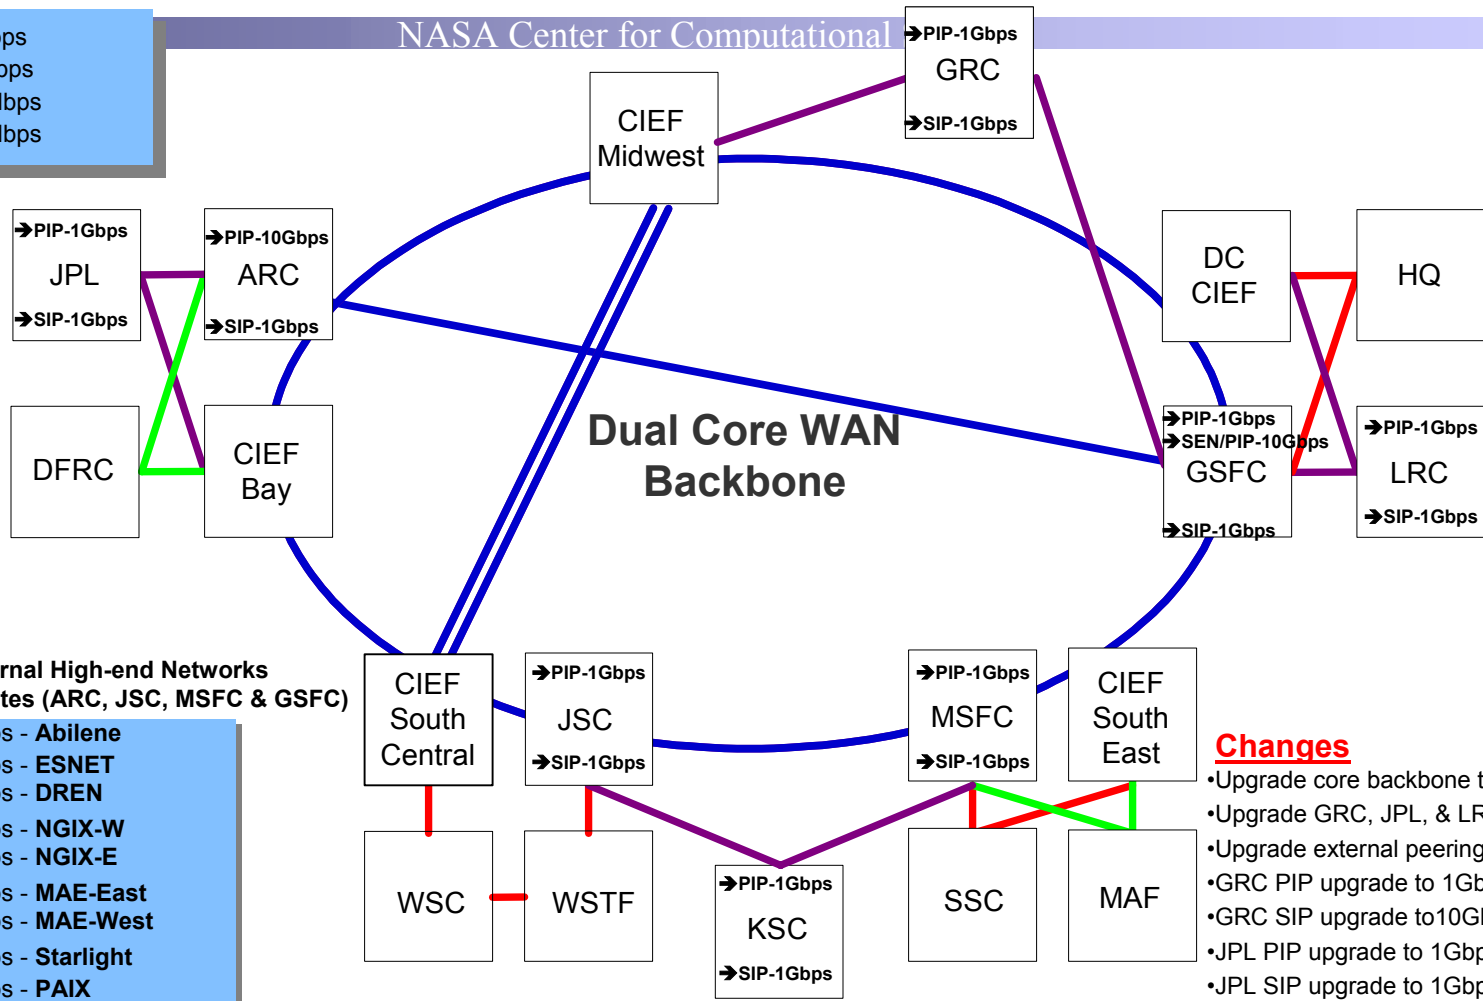 NASA Center for Computational
➔PIP-1Gbps
GRC
➔SIP-1Gbps
CIEF
Midwest
➔PIP-1Gbps
JPL
➔SIP-1Gbps
➔PIP-10Gbps
ARC
➔SIP-1Gbps
DC
CIEF
HQ
DFRC
CIEF
Bay
Dual Core WAN
Backbone
➔PIP-1Gbps
➔SEN/PIP-10Gbps
GSFC
➔SIP-1Gbps
➔PIP-1Gbps
LRC
➔SIP-1Gbps
High-end Networks
(ARC, JSC, MSFC & GSFC)
- Abilene
- ESNET
- DREN
- NGIX-W
- NGIX-E
- MAE-East
- MAE-West
- Starlight
- PAIX
CIEF
South
Central
➔PIP-1Gbps
JSC
➔SIP-1Gbps
➔PIP-1Gbps
MSFC
➔SIP-1Gbps
CIEF
South
East
WSC
WSTF
➔PIP-1Gbps
KSC
➔SIP-1Gbps
SSC
MAF
Changes
•Upgrade core backbone
•Upgrade GRC, JPL, &
•Upgrade external peering
•GRC PIP upgrade to
•GRC SIP upgrade
•JPL PIP upgrade to
•JPL SIP upgrade to